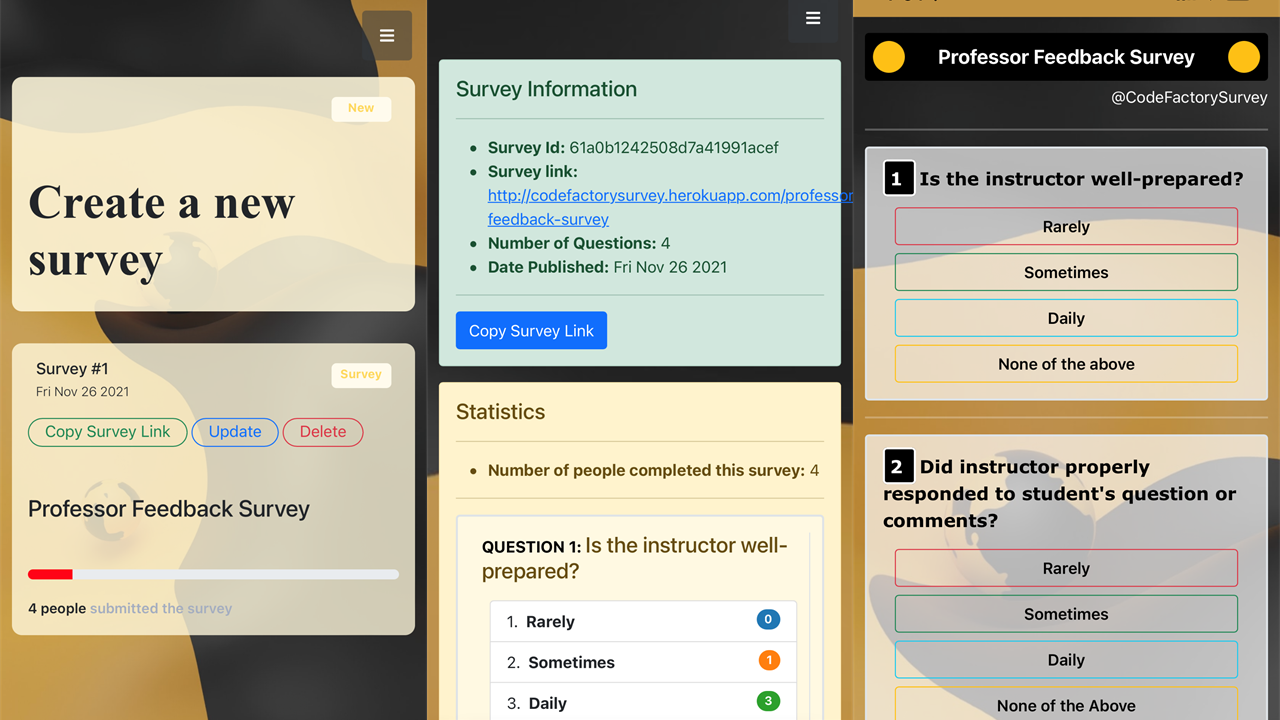 New
Create a new
survey
Survey #1
Survey
Fri Nov 26 2021
Copy Survey Link
Update
Delete
Professor Feedback Survey
4 people submitted the survey
Survey Information
Survey Id: 61a0b1242508d7a41991acef
Survey link:
http://codefactorysurvey.herokuapp.com/professor
feedback-survey
Number of Questions: 4
Date Published: Fri Nov 26 2021
Copy Survey Link
Statistics
Number of people completed this survey: 4
QUESTION 1: Is the instructor well-
prepared?
1. Rarely 0
2. Sometimes 1
3. Daily 3
Professor Feedback Survey
@CodeFactorySurvey
1 Is the instructor well-prepared?
Rarely
Sometimes
Daily
None of the above
2 Did instructor properly
responded to student's question or
comments?
Rarely
Sometimes
Daily
None of the Above